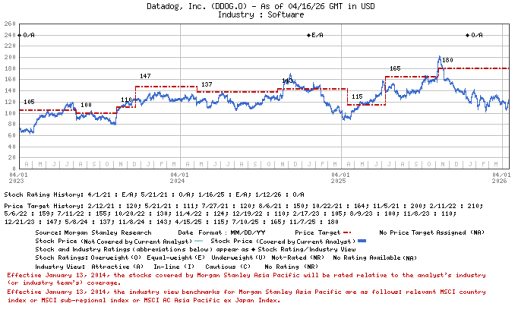 Datadog, Inc. (DDOG.O) - As of 04/16/26 GMT in USD
Industry : Software
260
240
220
200
180
160
140
120
100
80
60
40
20
0
O/A
E/A
O/A
105
100
110
147
137
143
115
165
180
A M J J A S O N D J F M A M J J A S O N D J F M A M J J A S O N D J F M
04/01
2023
04/01
2024
04/01
2025
04/01
2026
Stock Rating History: 4/1/21 : E/A; 5/21/21 : O/A; 1/16/25 : E/A; 1/12/26 : O/A
Price Target History: 2/12/21 : 120; 5/21/21 : 111; 7/27/21 : 120; 8/6/21 : 150; 10/22/21 : 164; 11/5/21 : 200; 2/11/22 : 210;
5/6/22 : 159; 7/11/22 : 155; 10/20/22 : 130; 11/4/22 : 124; 12/19/22 : 110; 2/17/23 : 105; 8/9/23 : 100; 11/8/23 : 110;
12/21/23 : 147; 5/8/24 : 137; 11/8/24 : 143; 4/15/25 : 115; 7/10/25 : 165; 11/7/25 : 180
Source: Morgan Stanley Research Date Format : MM/DD/YY Price Target No Price Target Assigned (NA)
Stock Price (Not Covered by Current Analyst) Stock Price (Covered by Current Analyst)
Stock and Industry Ratings (abbreviations below) appear as ♦ Stock Rating/Industry View
Stock Ratings: Overweight (O) Equal-weight (E) Underweight (U) Not-Rated (NR) No Rating Available (NA)
Industry View: Attractive (A) In-line (I) Cautious (C) No Rating (NR)
Effective January 13, 2014, the stocks covered by Morgan Stanley Asia Pacific will be rated relative to the analyst's industry
(or industry team's) coverage.
Effective January 13, 2014, the industry view benchmarks for Morgan Stanley Asia Pacific are as follows: relevant MSCI country
index or MSCI sub-regional index or MSCI AC Asia Pacific ex Japan Index.